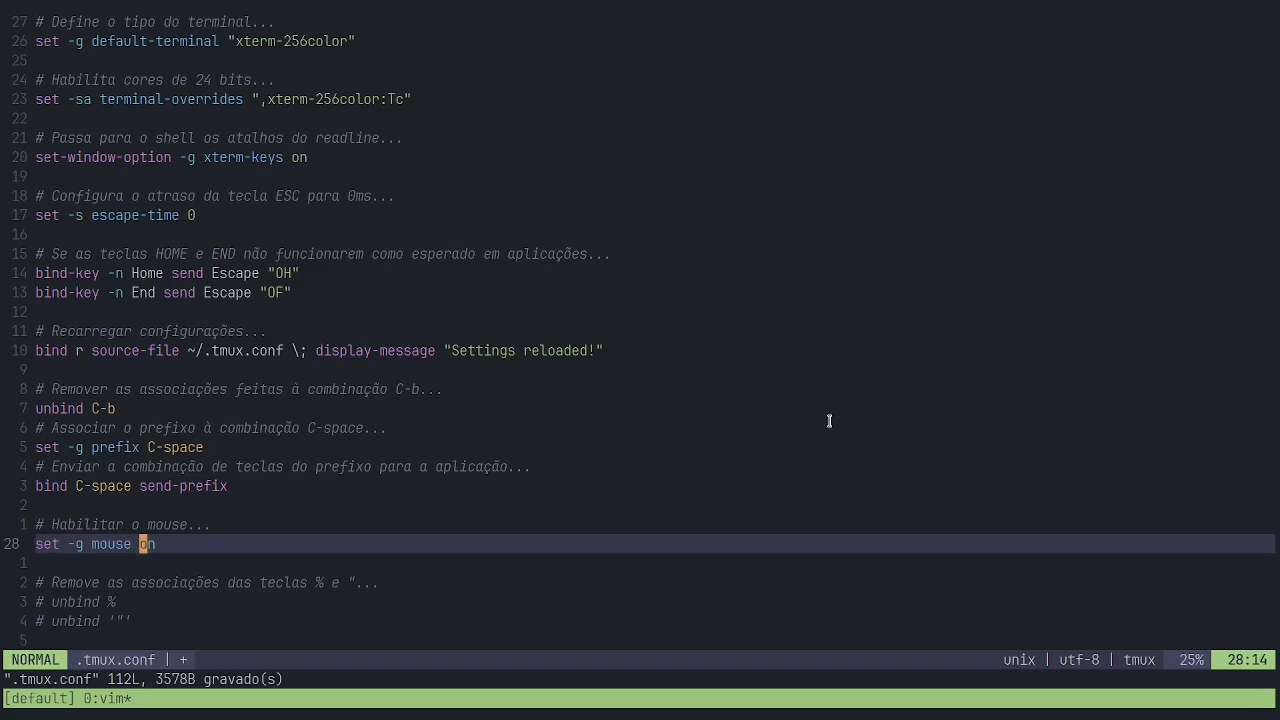 27 # Define o tipo do terminal...
26 set -g default-terminal "xterm-256color"
25
24 # Habilita cores de 24 bits...
23 set -sa terminal-overrides ",xterm-256color:Tc"
22
21 # Passa para o shell os atalhos do readline...
20 set-window-option -g xterm-keys on
19
18 # Configura o atraso da tecla ESC para 0ms...
17 set -s escape-time 0
16
15 # Se as teclas HOME e END não funcionarem como esperado em aplicações...
14 bind-key -n Home send Escape "OH"
13 bind-key -n End send Escape "OF"
12
11 # Recarregar configurações...
10 bind r source-file ~/.tmux.conf \; display-message "Settings reloaded!"
9
8 # Remover as associações feitas à combinação C-b...
7 unbind C-b
6 # Associar o prefixo à combinação C-space...
5 set -g prefix C-space
4 # Enviar a combinação de teclas do prefixo para a aplicação...
3 bind C-space send-prefix
2
1 # Habilitar o mouse...
28 set -g mouse on
1
2 # Remove as associações das teclas % e "...
3 # unbind %
4 # unbind '"'
5
NORMAL .tmux.conf | + unix | utf-8 | tmux 25% 28:14
".tmux.conf" 112L, 3578B gravado(s)
[default] 0:vim*